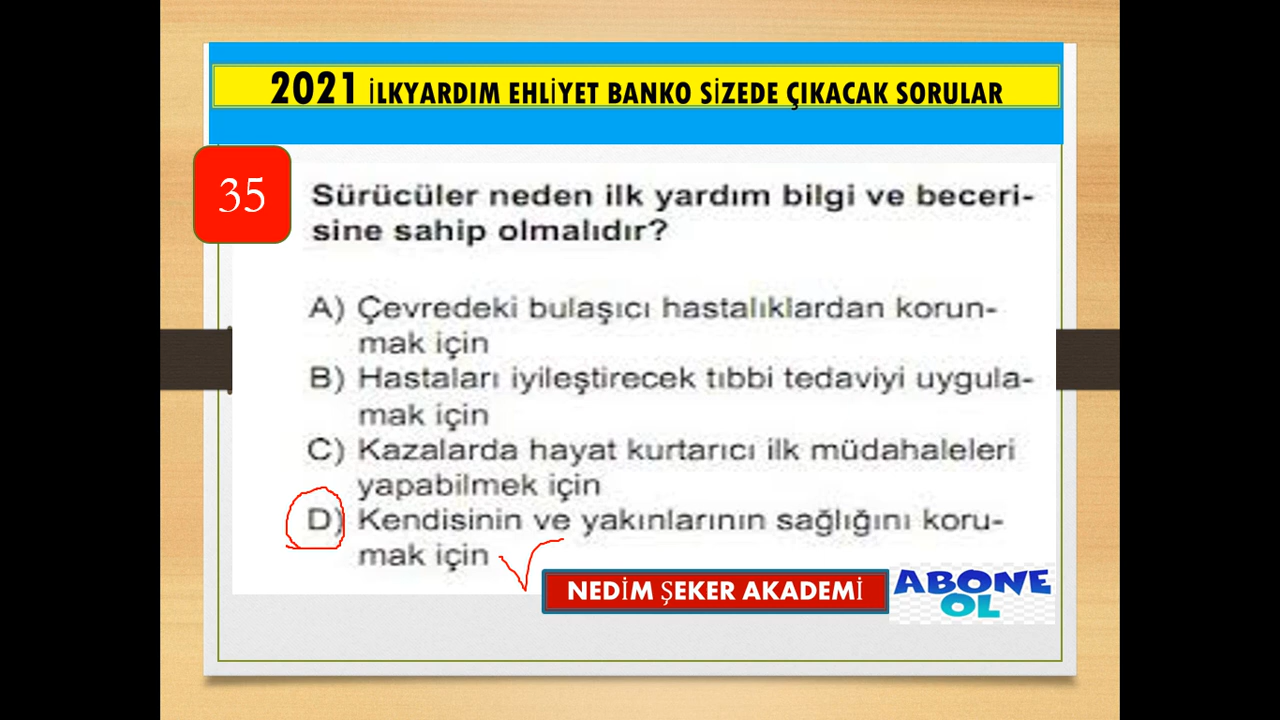 2021 İLKYARDIM EHLİYET BANKO SİZEDE ÇIKACAK SORULAR
35
Sürücüler neden ilk yardım bilgi ve beceri-
sine sahip olmalıdır?
A) Çevredeki bulaşıcı hastalıklardan korun-
mak için
B) Hastaları iyileştirecek tıbbi tedaviyi uygula-
mak için
C) Kazalarda hayat kurtarıcı ilk müdahaleleri
yapabilmek için
D) Kendisinin ve yakınlarının sağlığını koru-
mak için
NEDİM ŞEKER AKADEMİ
ABONE
OL